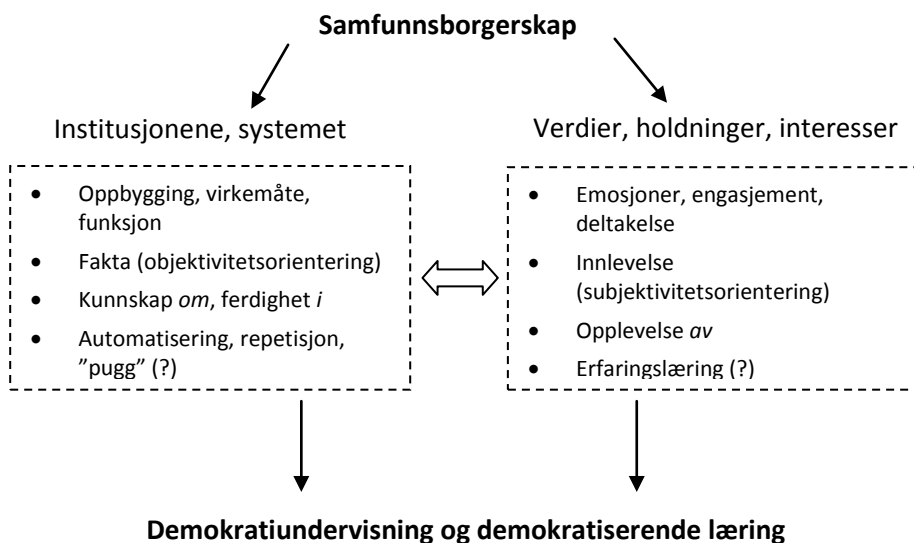 Samfunnsborgerskap
Institusjonene, systemet
• Oppbygging, virkemåte,
funksjon
• Fakta (objektivitetsorientering)
• Kunnskap om, ferdighet i
• Automatisering, repetisjon,
”pugg” (?)
Verdier, holdninger, interesser
• Emosjoner, engasjement,
deltakelse
• Innlevelse
(subjektivitetsorientering)
• Opplevelse av
• Erfaringslæring (?)
Demokratiundervisning og demokratiserende læring